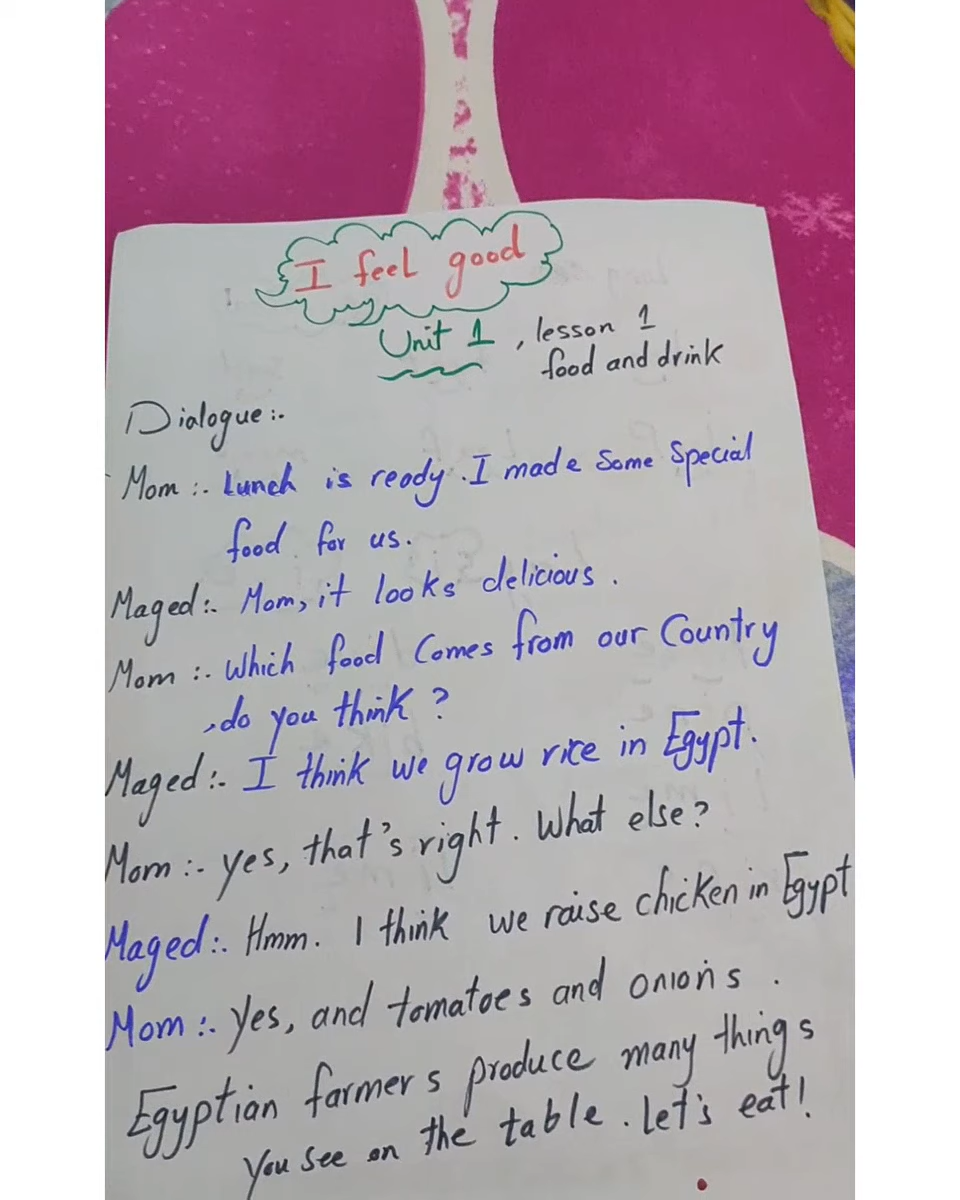 I feel good
Unit 1, lesson 1
food and drink
Dialogue:.
Mom :. Lunch is ready. I made Some Special
food for us.
Maged:. Mom, it looks delicious.
Mom :. Which food Comes from our Country
,do you think?
Maged:. I think we grow rice in Egypt.
Mom :. yes, that's right. What else?
Maged:. Hmm. I think we raise chicken in Egypt
Mom :. Yes, and tomatoes and onions.
Egyptian farmers produce many things
You see on the table. Let's eat!